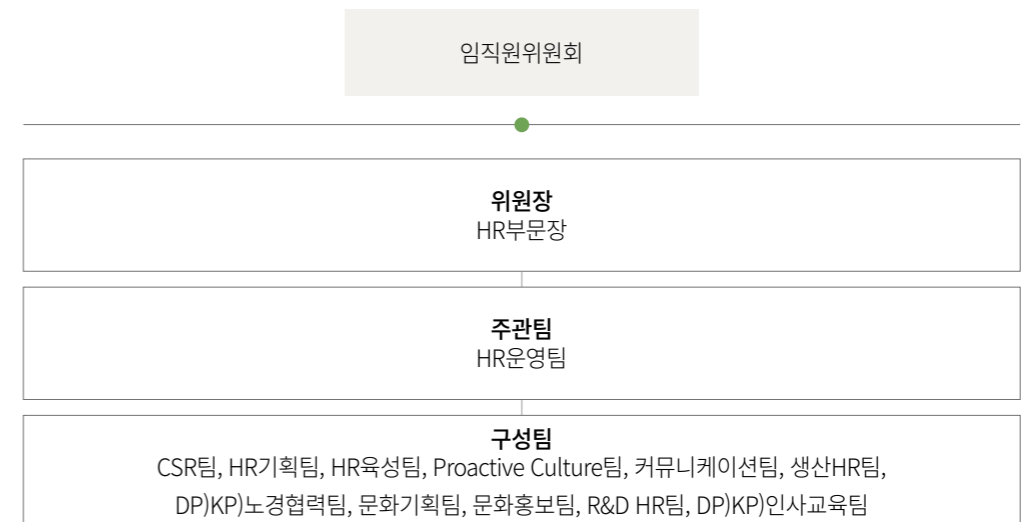 임직원위원회
위원장
HR부문장
주관팀
HR운영팀
구성팀
CSR팀, HR기획팀, HR육성팀, Proactive Culture팀, 커뮤니케이션팀, 생산HR팀,
DP)KP)노경협력팀, 문화기획팀, 문화홍보팀, R&D HR팀, DP)KP)인사교육팀